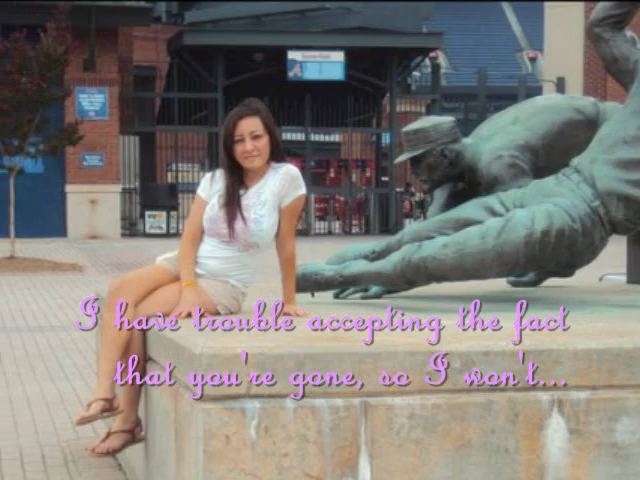 I have trouble accepting the fact
that you're gone, so I won't...